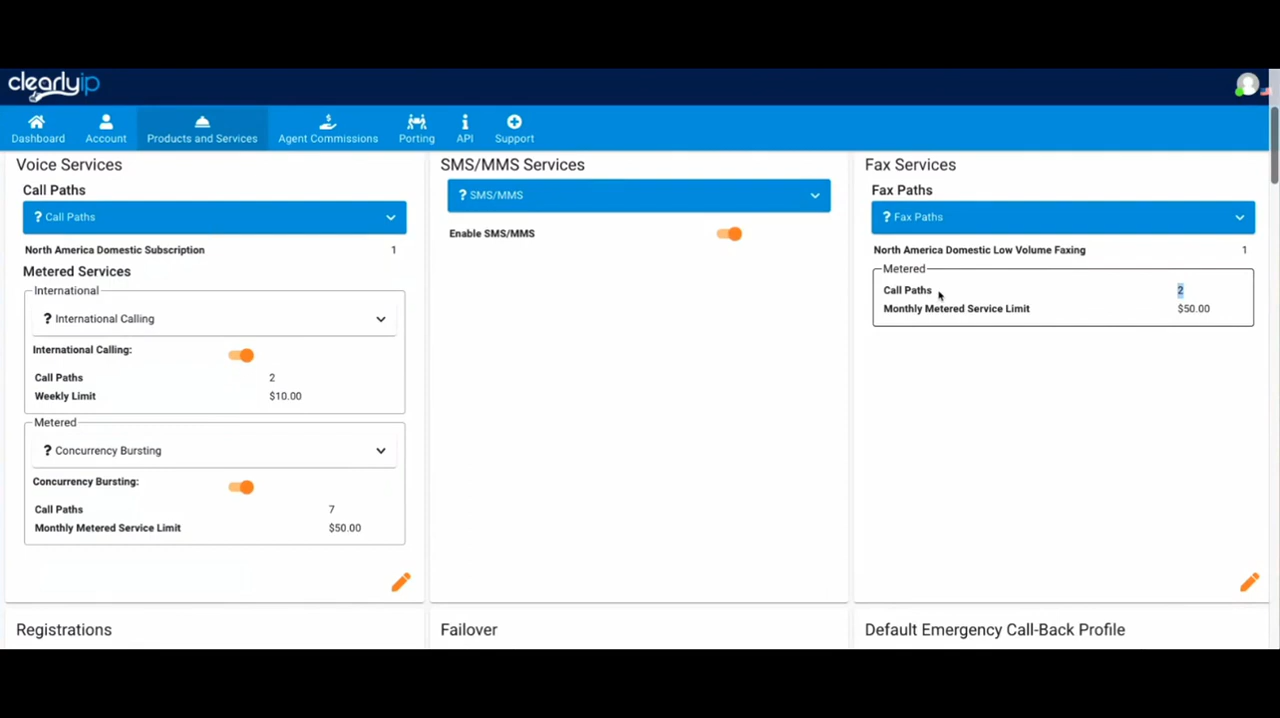 clearlyip
Dashboard
Account
Products and Services
Agent Commissions
Porting
API
Support
Voice Services
Call Paths
? Call Paths
North America Domestic Subscription 1
Metered Services
International
? International Calling
International Calling:
Call Paths 2
Weekly Limit $10.00
Metered
? Concurrency Bursting
Concurrency Bursting:
Call Paths 7
Monthly Metered Service Limit $50.00
SMS/MMS Services
? SMS/MMS
Enable SMS/MMS
Fax Services
Fax Paths
? Fax Paths
North America Domestic Low Volume Faxing 1
Metered
Call Paths 2
Monthly Metered Service Limit $50.00
Registrations
Failover
Default Emergency Call-Back Profile